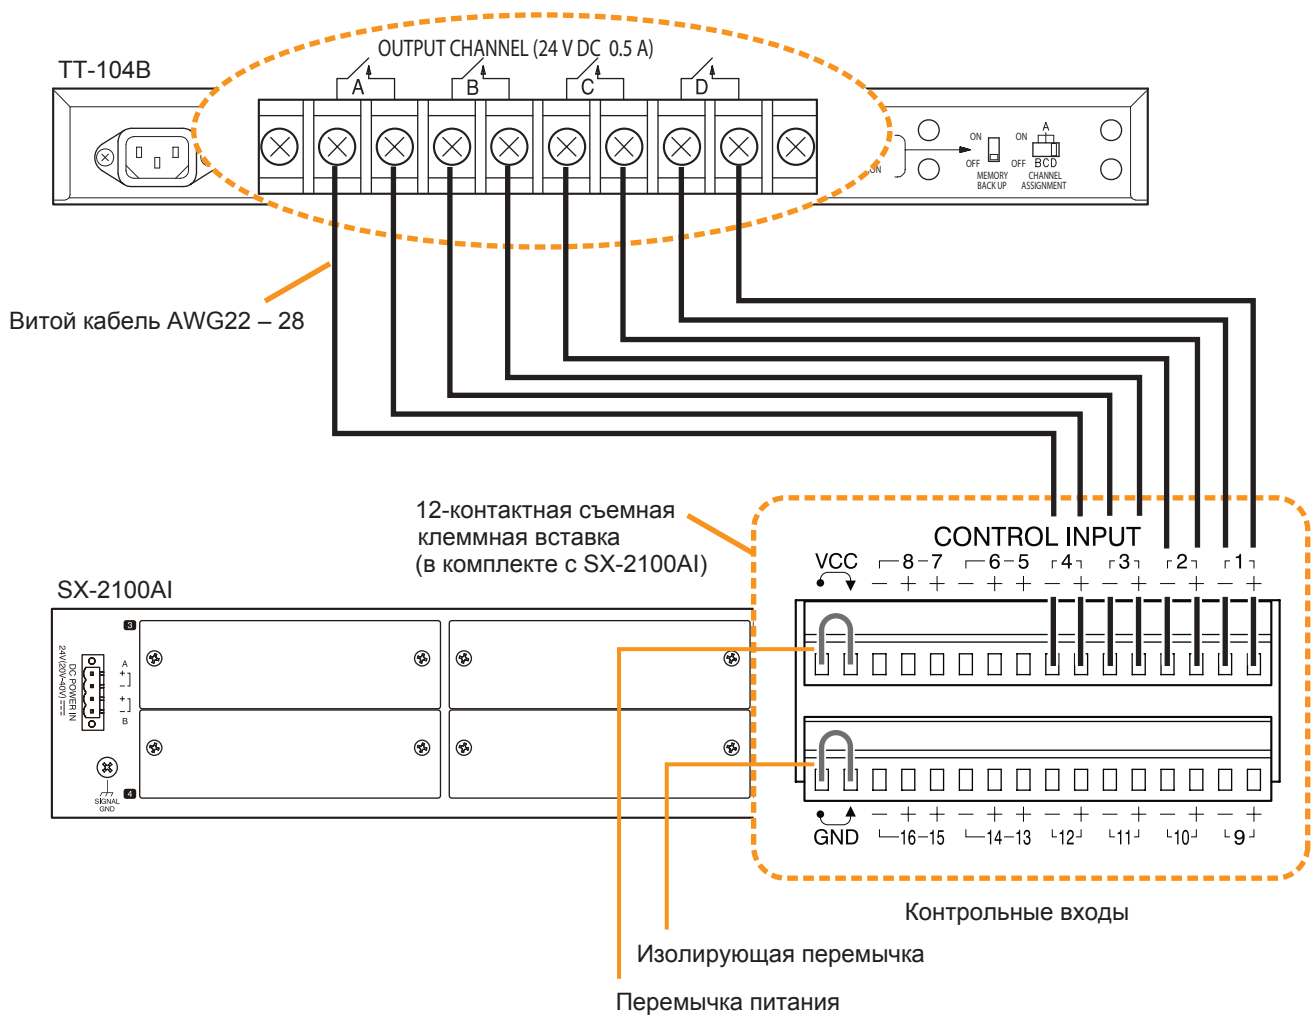 OUTPUT CHANNEL (24 V DC 0.5 A)
TT-104B
A
B
C
D
ON
OFF
MEMORY
BACK UP
A
ON
OFF BCD
CHANNEL
ASSIGNMENT
ON
Витой кабель AWG22 – 28
12-контактная съемная
клеммная вставка
(в комплекте с SX-2100AI)
CONTROL INPUT
VCC
8 7 6 5 4 3 2 1
− + + − + + − + − + − + − +
SX-2100AI
3
A
+
−
+
−
B
DC POWER IN
24V(20V-40V)
SIGNAL
GND
4
− + + − + + − + − + − + − +
GND
16 15 14 13 12 11 10 9
Контрольные входы
Изолирующая перемычка
Перемычка питания